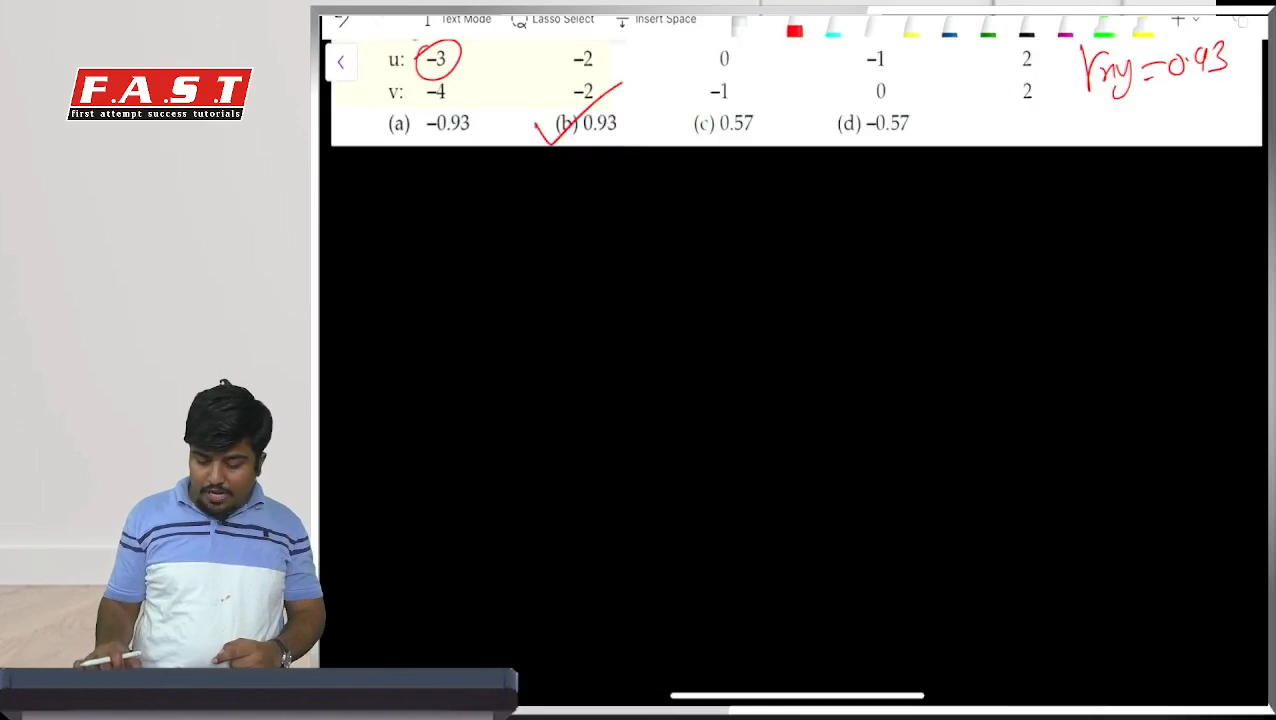 F.A.S.T
first attempt success tutorials
Text Mode Lasso Select Insert Space
u: –3 –2 0 –1 2
v: –4 –2 –1 0 2
(a) –0.93 (b) 0.93 (c) 0.57 (d) –0.57
rxy = 0.93